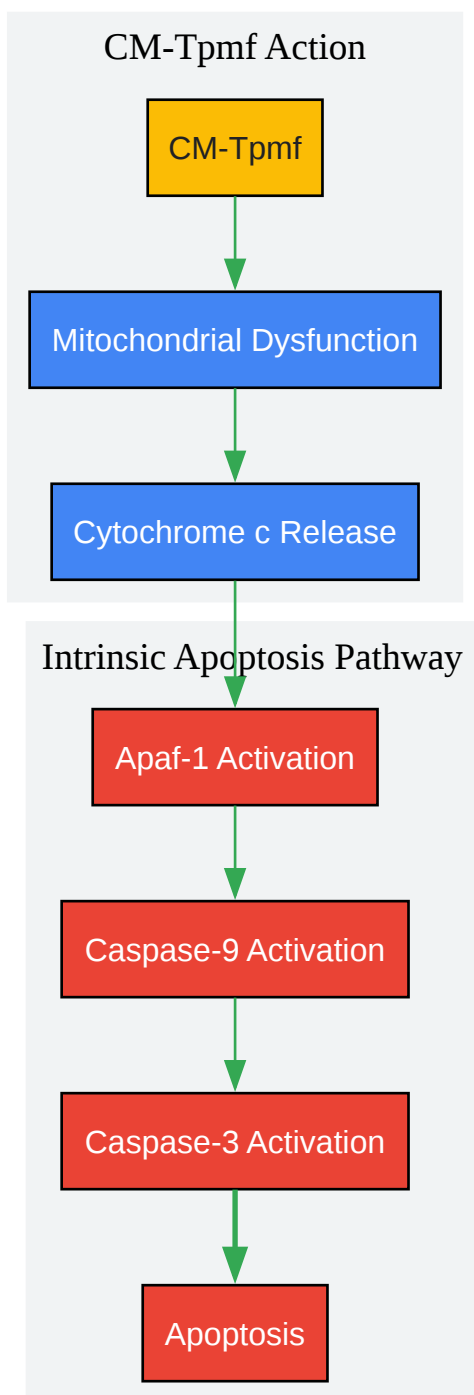 CM-Tpmf Action
CM-Tpmf
Mitochondrial Dysfunction
Cytochrome c Release
Intrinsic Apoptosis Pathway
Apaf-1 Activation
Caspase-9 Activation
Caspase-3 Activation
Apoptosis